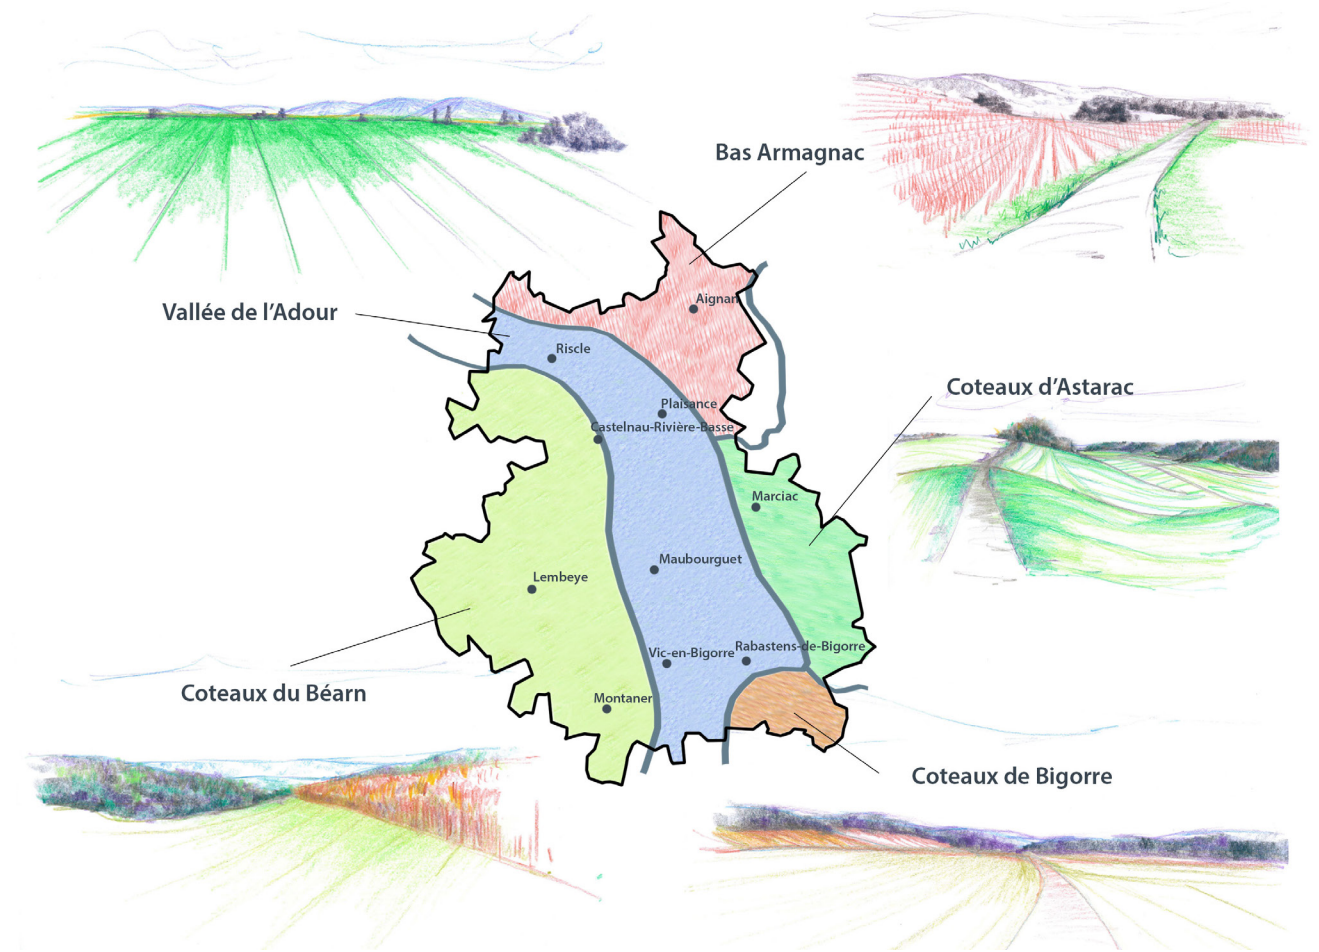 Bas Armagnac
Vallée de l'Adour
Aignan
Riscle
Coteaux d'Astarac
Plaisance
Castelnau-Rivière-Basse
Marciac
Maubourguet
Lembeye
Vic-en-Bigorre
Rabastens-de-Bigorre
Coteaux du Béarn
Montaner
Coteaux de Bigorre